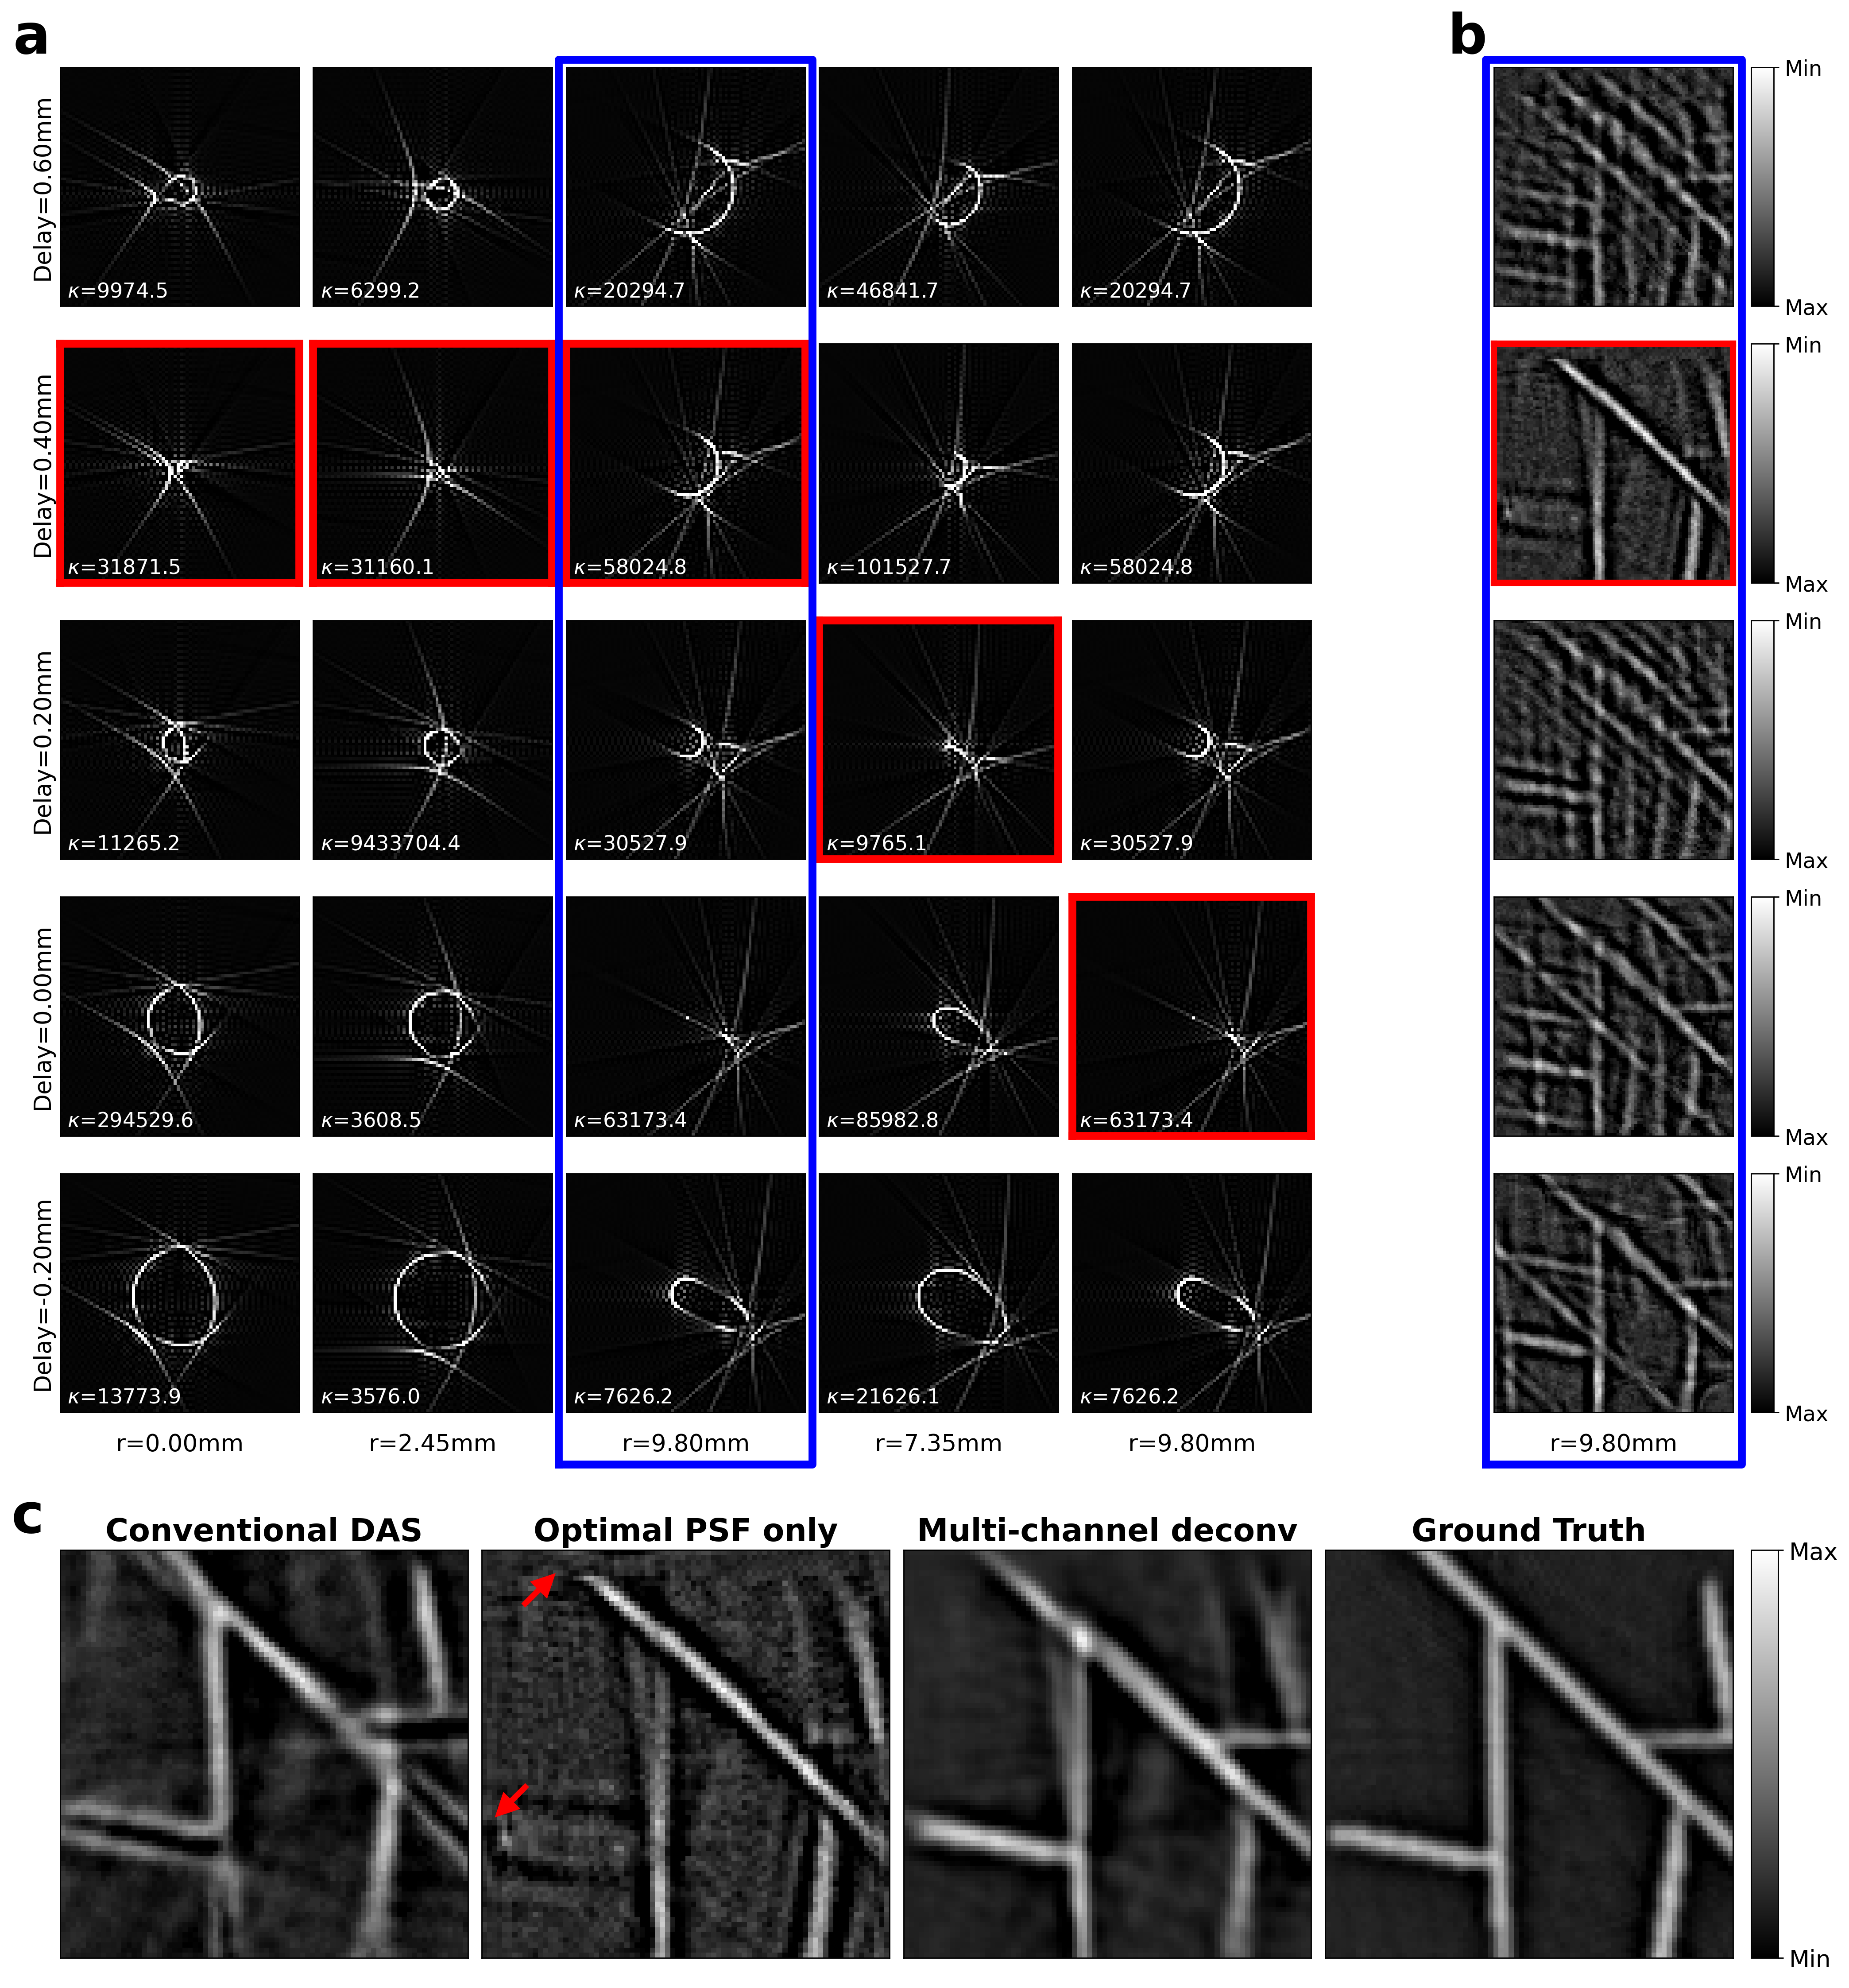 a
b
Delay=0.60mm
κ=9974.5
κ=6299.2
κ=20294.7
κ=46841.7
κ=20294.7
Min
Max
Delay=0.40mm
κ=31871.5
κ=31160.1
κ=58024.8
κ=101527.7
κ=58024.8
Min
Max
Delay=0.20mm
κ=11265.2
κ=9433704.4
κ=30527.9
κ=9765.1
κ=30527.9
Min
Max
Delay=0.00mm
κ=294529.6
κ=3608.5
κ=63173.4
κ=85982.8
κ=63173.4
Min
Max
Delay=-0.20mm
κ=13773.9
κ=3576.0
κ=7626.2
κ=21626.1
κ=7626.2
Min
Max
r=0.00mm
r=2.45mm
r=9.80mm
r=7.35mm
r=9.80mm
r=9.80mm
c
Conventional DAS
Optimal PSF only
Multi-channel deconv
Ground Truth
Max
Min